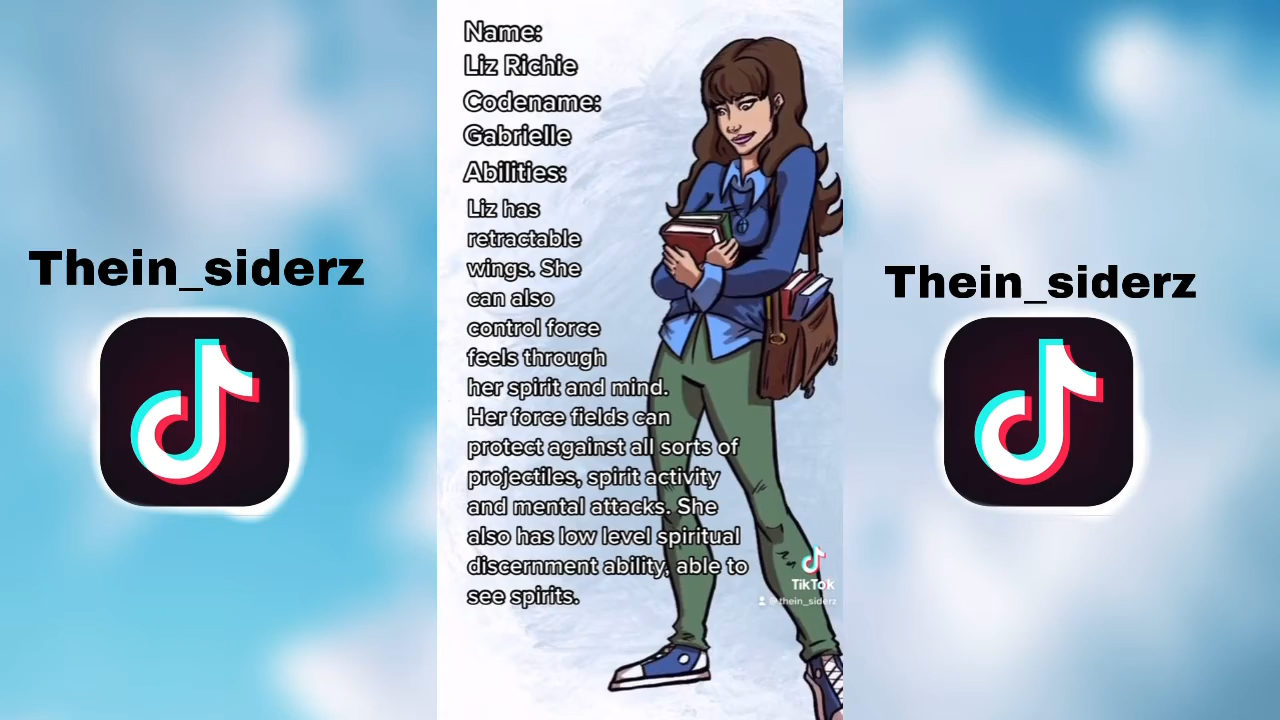 Name:
Liz Richie
Codename:
Gabrielle
Abilities:
Liz has
retractable
wings. She
can also
control force
feels through
her spirit and mind.
Her force fields can
protect against all sorts of
projectiles, spirit activity
and mental attacks. She
also has low level spiritual
discernment ability, able to
see spirits.
Thein_siderz
Thein_siderz
TikTok
@thein_siderz